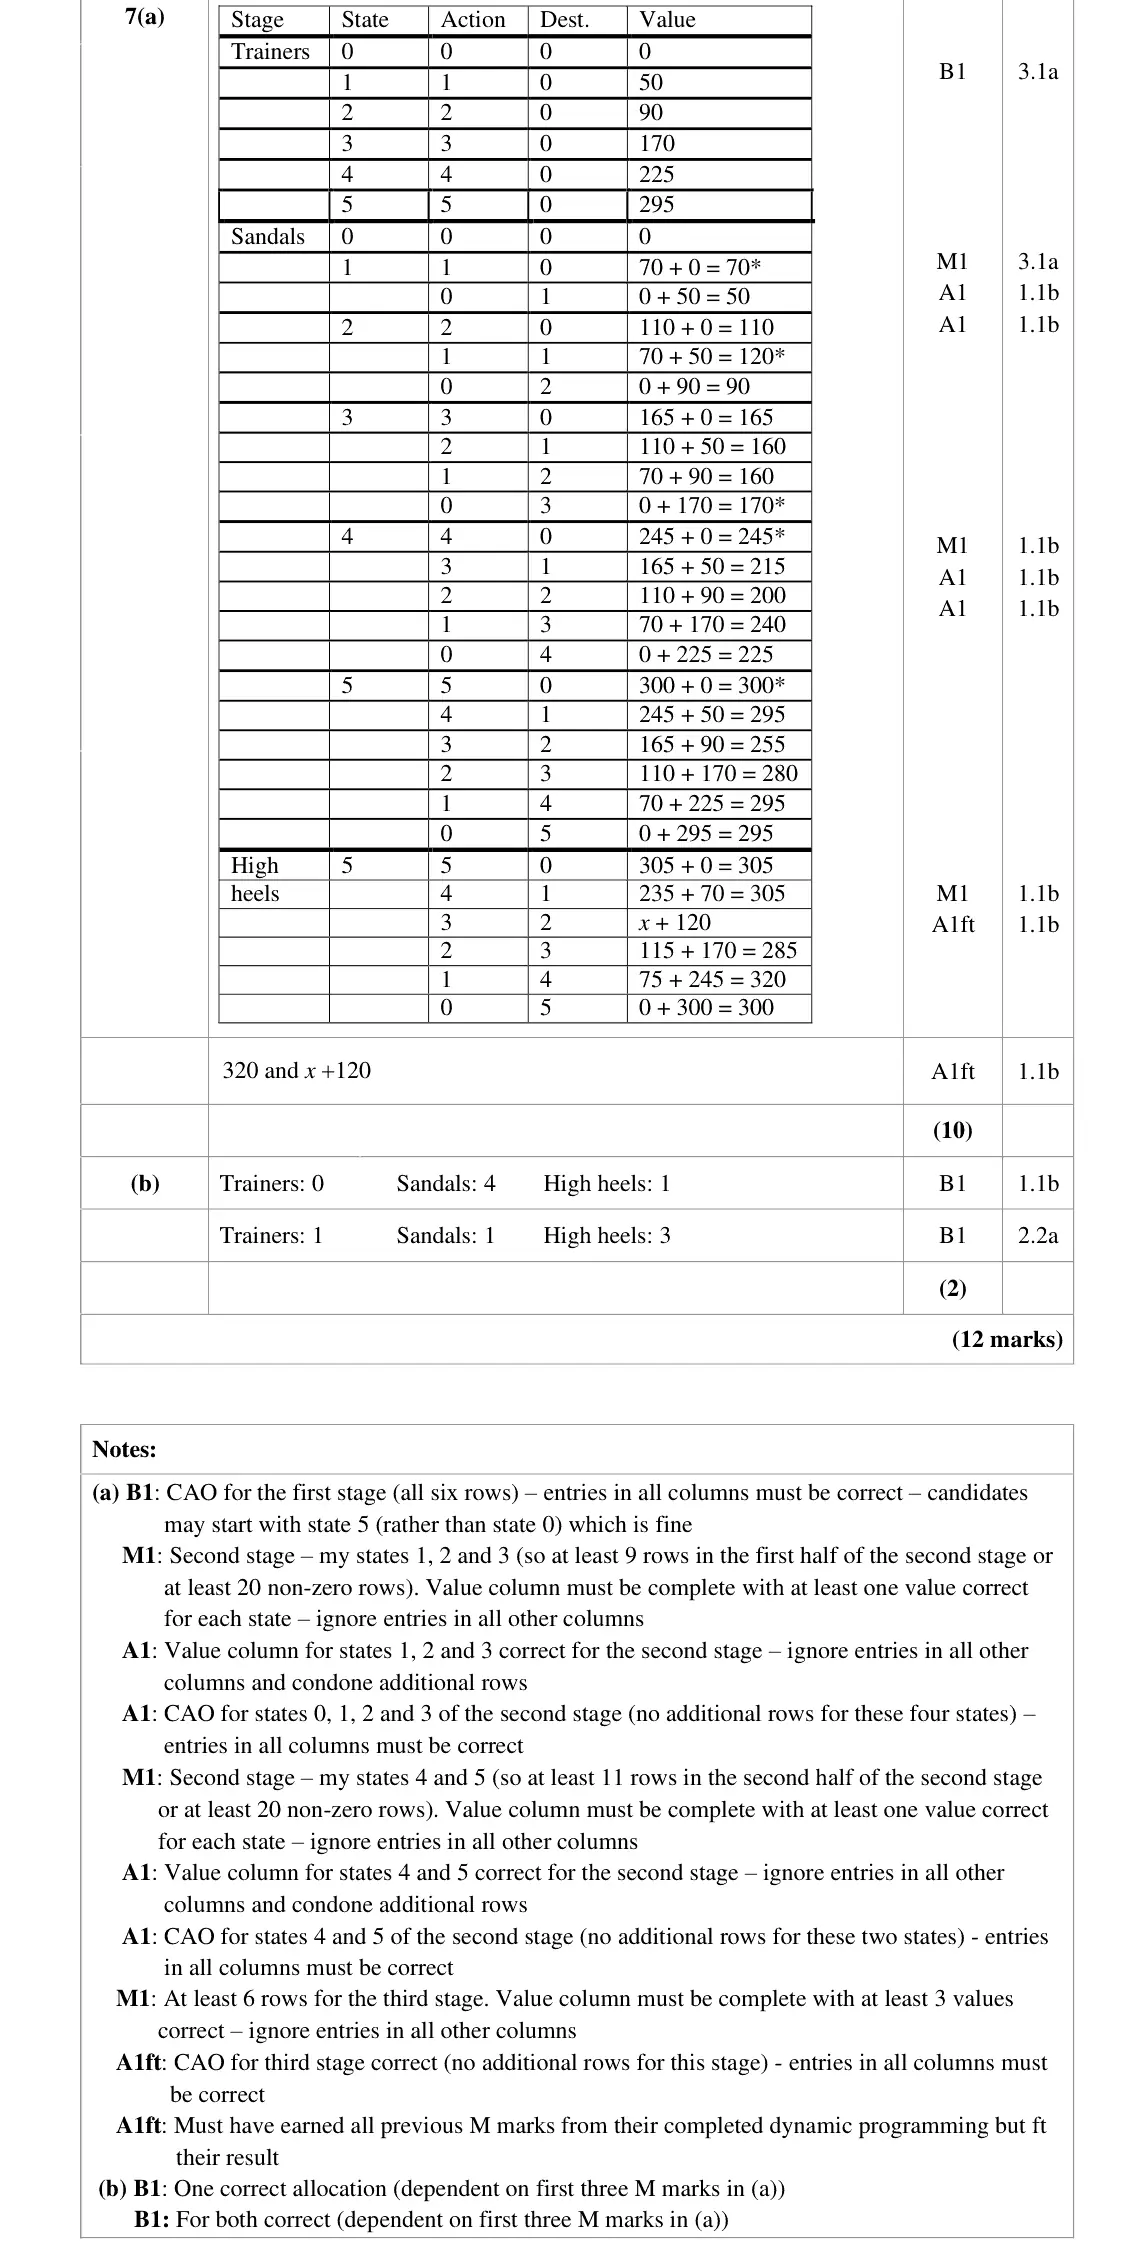 7(a)
Stage State Action Dest. Value
Trainers 0 0 0 0
B1 3.1a
1 1 0 50
2 2 0 90
3 3 0 170
4 4 0 225
5 5 0 295
Sandals 0 0 0 0
1 1 0 70 + 0 = 70* M1 3.1a
0 1 0 + 50 = 50 A1 1.1b
2 2 0 110 + 0 = 110 A1 1.1b
1 1 70 + 50 = 120*
0 2 0 + 90 = 90
3 3 0 165 + 0 = 165
2 1 110 + 50 = 160
1 2 70 + 90 = 160
0 3 0 + 170 = 170*
4 4 0 245 + 0 = 245* M1 1.1b
3 1 165 + 50 = 215 A1 1.1b
2 2 110 + 90 = 200 A1 1.1b
1 3 70 + 170 = 240
0 4 0 + 225 = 225
5 5 0 300 + 0 = 300*
4 1 245 + 50 = 295
3 2 165 + 90 = 255
2 3 110 + 170 = 280
1 4 70 + 225 = 295
0 5 0 + 295 = 295
High 5 5 0 305 + 0 = 305
heels 4 1 235 + 70 = 305 M1 1.1b
3 2 x + 120 A1ft 1.1b
2 3 115 + 170 = 285
1 4 75 + 245 = 320
0 5 0 + 300 = 300
320 and x +120 A1ft 1.1b
(10)
(b) Trainers: 0 Sandals: 4 High heels: 1 B1 1.1b
Trainers: 1 Sandals: 1 High heels: 3 B1 2.2a
(2)
(12 marks)
Notes:
(a) B1: CAO for the first stage (all six rows) – entries in all columns must be correct – candidates
may start with state 5 (rather than state 0) which is fine
M1: Second stage – my states 1, 2 and 3 (so at least 9 rows in the first half of the second stage or
at least 20 non-zero rows). Value column must be complete with at least one value correct
for each state – ignore entries in all other columns
A1: Value column for states 1, 2 and 3 correct for the second stage – ignore entries in all other
columns and condone additional rows
A1: CAO for states 0, 1, 2 and 3 of the second stage (no additional rows for these four states) –
entries in all columns must be correct
M1: Second stage – my states 4 and 5 (so at least 11 rows in the second half of the second stage
or at least 20 non-zero rows). Value column must be complete with at least one value correct
for each state – ignore entries in all other columns
A1: Value column for states 4 and 5 correct for the second stage – ignore entries in all other
columns and condone additional rows
A1: CAO for states 4 and 5 of the second stage (no additional rows for these two states) - entries
in all columns must be correct
M1: At least 6 rows for the third stage. Value column must be complete with at least 3 values
correct – ignore entries in all other columns
A1ft: CAO for third stage correct (no additional rows for this stage) - entries in all columns must
be correct
A1ft: Must have earned all previous M marks from their completed dynamic programming but ft
their result
(b) B1: One correct allocation (dependent on first three M marks in (a))
B1: For both correct (dependent on first three M marks in (a))